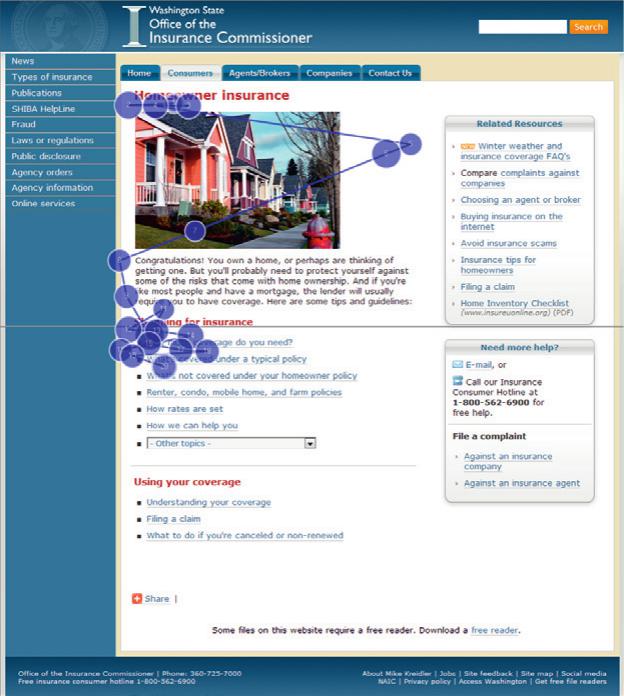 Washington State
Office of the
Insurance Commissioner
Search
News
Types of insurance
Publications
SHIBA HelpLine
Fraud
Laws or regulations
Public disclosure
Agency orders
Agency information
Online services
Home
Consumers
Agents/Brokers
Companies
Contact Us
Homeowner insurance
Congratulations! You own a home, or perhaps are thinking of
getting one. But you'll probably need to protect yourself against
some of the risks that come with home ownership. And if you're
like most people and have a mortgage, the lender will usually
require you to have coverage. Here are some tips and guidelines:
for insurance
do you need?
What's covered under a typical policy
What's not covered under your homeowner policy
Renter, condo, mobile home, and farm policies
How rates are set
How we can help you
- Other topics -
Using your coverage
Understanding your coverage
Filing a claim
What to do if you're canceled or non-renewed
Share |
Related Resources
NEW Winter weather and
insurance coverage FAQ's
Compare complaints against
companies
Choosing an agent or broker
Buying insurance on the
internet
Avoid insurance scams
Insurance tips for
homeowners
Filing a claim
Home Inventory Checklist
(www.insureuonline.org) (PDF)
Need more help?
E-mail, or
Call our Insurance
Consumer Hotline at
1-800-562-6900 for
free help.
File a complaint
Against an insurance
company
Against an insurance agent
Some files on this website require a free reader. Download a free reader.
Office of the Insurance Commissioner | Phone: 360-725-7000
Free insurance consumer hotline 1-800-562-6900
About Mike Kreidler | Jobs | Site feedback | Site map | Social media
NAIC | Privacy policy | Access Washington | Get free file readers